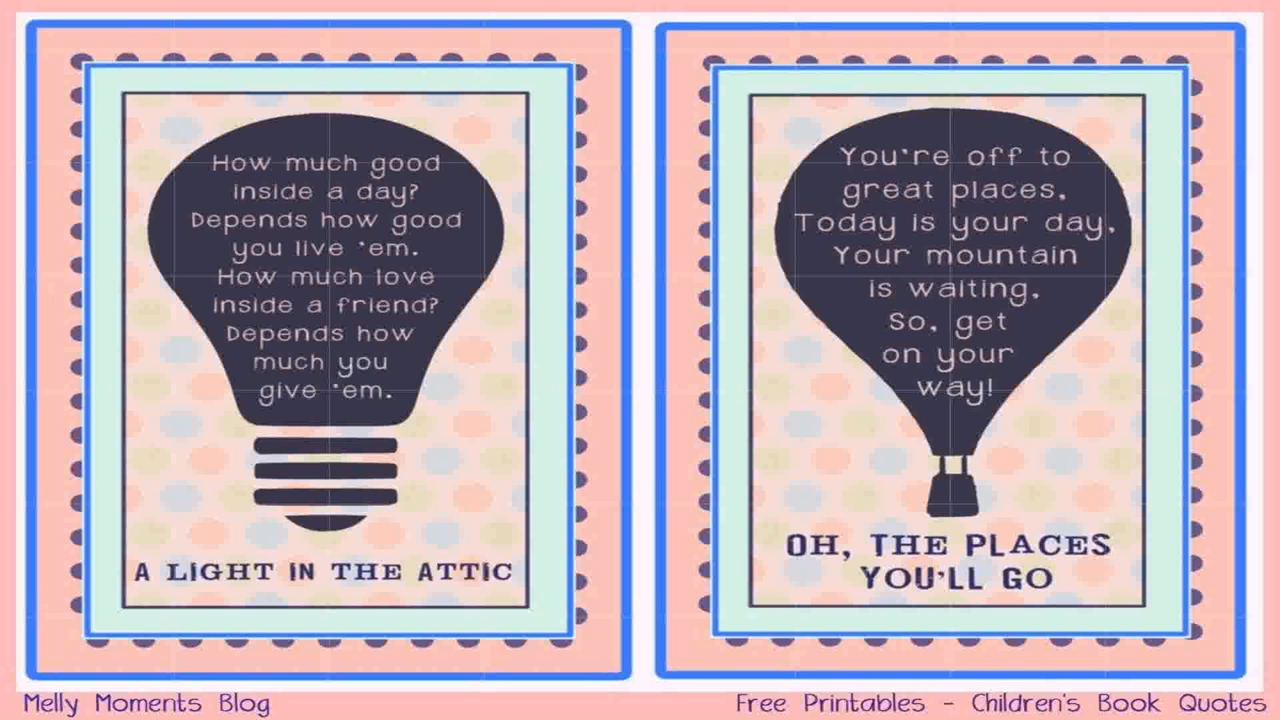 How much good
inside a day?
Depends how good
you live 'em.
How much love
inside a friend?
Depends how
much you
give 'em.
A LIGHT IN THE ATTIC
You're off to
great places,
Today is your day,
Your mountain
is waiting,
So, get
on your
way!
OH, THE PLACES
YOU'LL GO
Melly Moments Blog
Free Printables - Children's Book Quotes